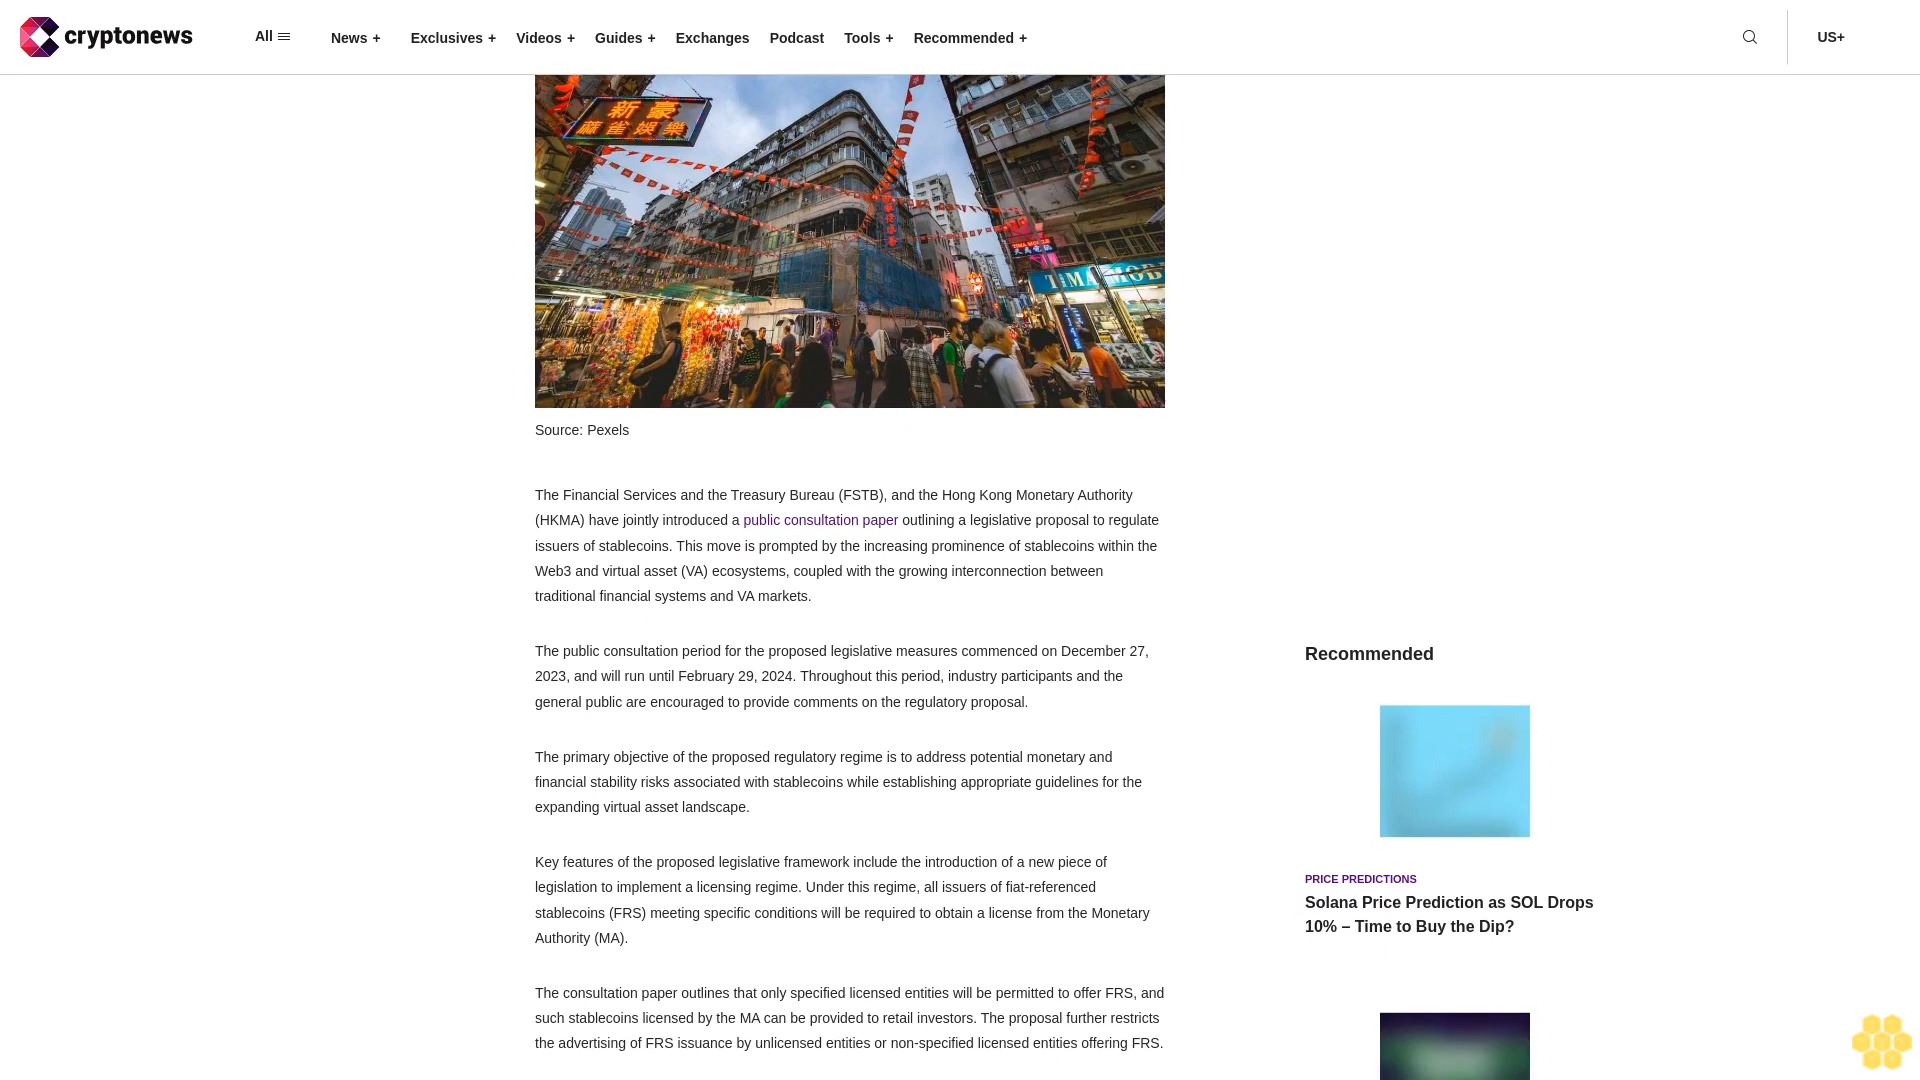 cryptonews
All
News +
Exclusives +
Videos +
Guides +
Exchanges
Podcast
Tools +
Recommended +
US+
新豪
麻雀娛樂
TIMA MOB
Source: Pexels
The Financial Services and the Treasury Bureau (FSTB), and the Hong Kong Monetary Authority
(HKMA) have jointly introduced a public consultation paper outlining a legislative proposal to regulate
issuers of stablecoins. This move is prompted by the increasing prominence of stablecoins within the
Web3 and virtual asset (VA) ecosystems, coupled with the growing interconnection between
traditional financial systems and VA markets.
The public consultation period for the proposed legislative measures commenced on December 27,
2023, and will run until February 29, 2024. Throughout this period, industry participants and the
general public are encouraged to provide comments on the regulatory proposal.
The primary objective of the proposed regulatory regime is to address potential monetary and
financial stability risks associated with stablecoins while establishing appropriate guidelines for the
expanding virtual asset landscape.
Key features of the proposed legislative framework include the introduction of a new piece of
legislation to implement a licensing regime. Under this regime, all issuers of fiat-referenced
stablecoins (FRS) meeting specific conditions will be required to obtain a license from the Monetary
Authority (MA).
The consultation paper outlines that only specified licensed entities will be permitted to offer FRS, and
such stablecoins licensed by the MA can be provided to retail investors. The proposal further restricts
the advertising of FRS issuance by unlicensed entities or non-specified licensed entities offering FRS.
Recommended
PRICE PREDICTIONS
Solana Price Prediction as SOL Drops
10% – Time to Buy the Dip?